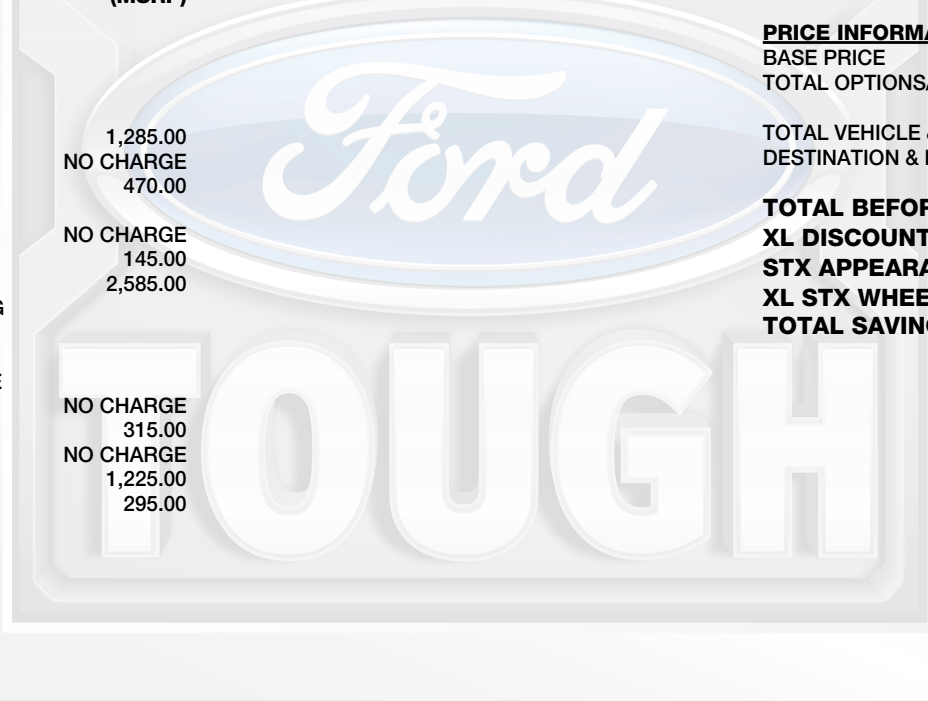 (MSRP)
1,285.00
NO CHARGE
470.00
NO CHARGE
145.00
2,585.00
NO CHARGE
315.00
NO CHARGE
1,225.00
295.00
PRICE INFORMA
BASE PRICE
TOTAL OPTIONS/
TOTAL VEHICLE &
DESTINATION &
TOTAL BEFOR
XL DISCOUNT
STX APPEARA
XL STX WHEE
TOTAL SAVING
Ford
TOUGH